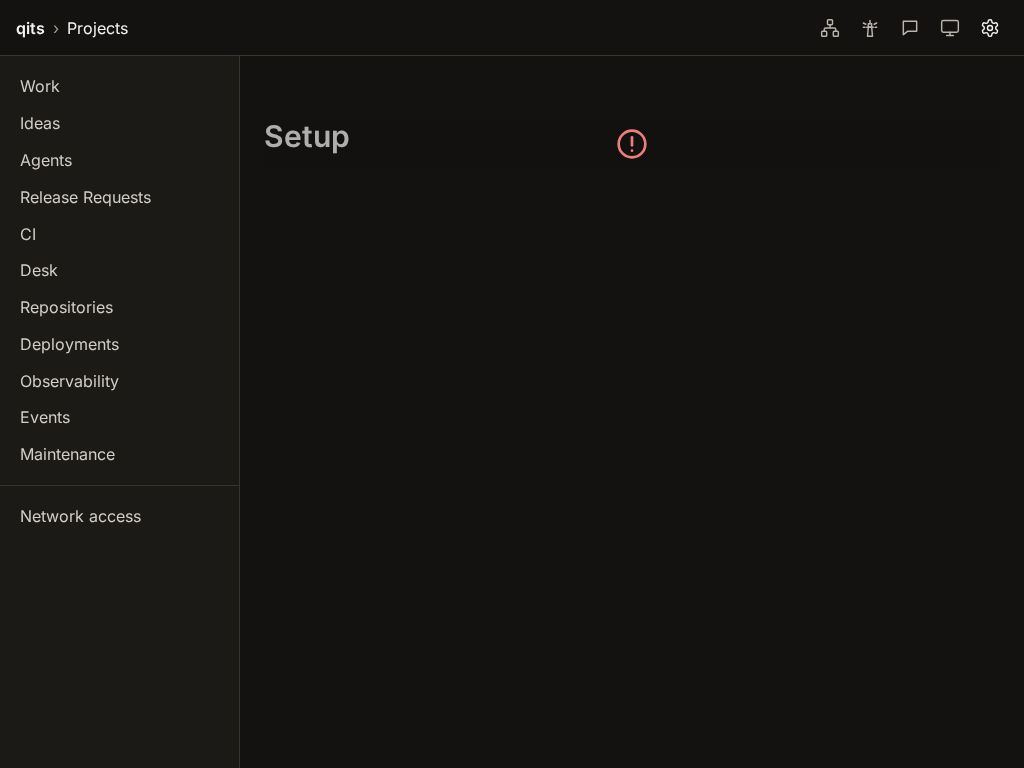 qits › Projects
Work
Ideas
Agents
Release Requests
CI
Desk
Repositories
Deployments
Observability
Events
Maintenance
Network access
Setup